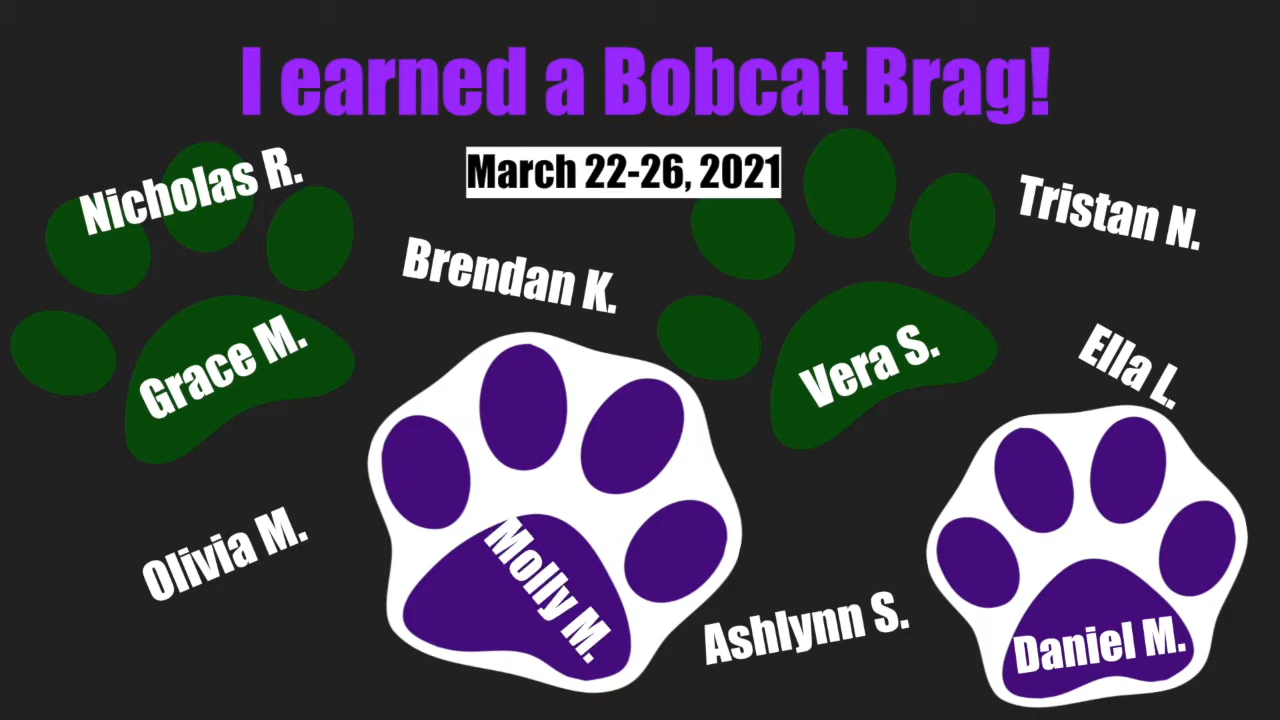 I earned a Bobcat Brag!
March 22-26, 2021
Nicholas R.
Tristan N.
Brendan K.
Grace M.
Vera S.
Ella L.
Olivia M.
Molly M.
Ashlynn S.
Daniel M.